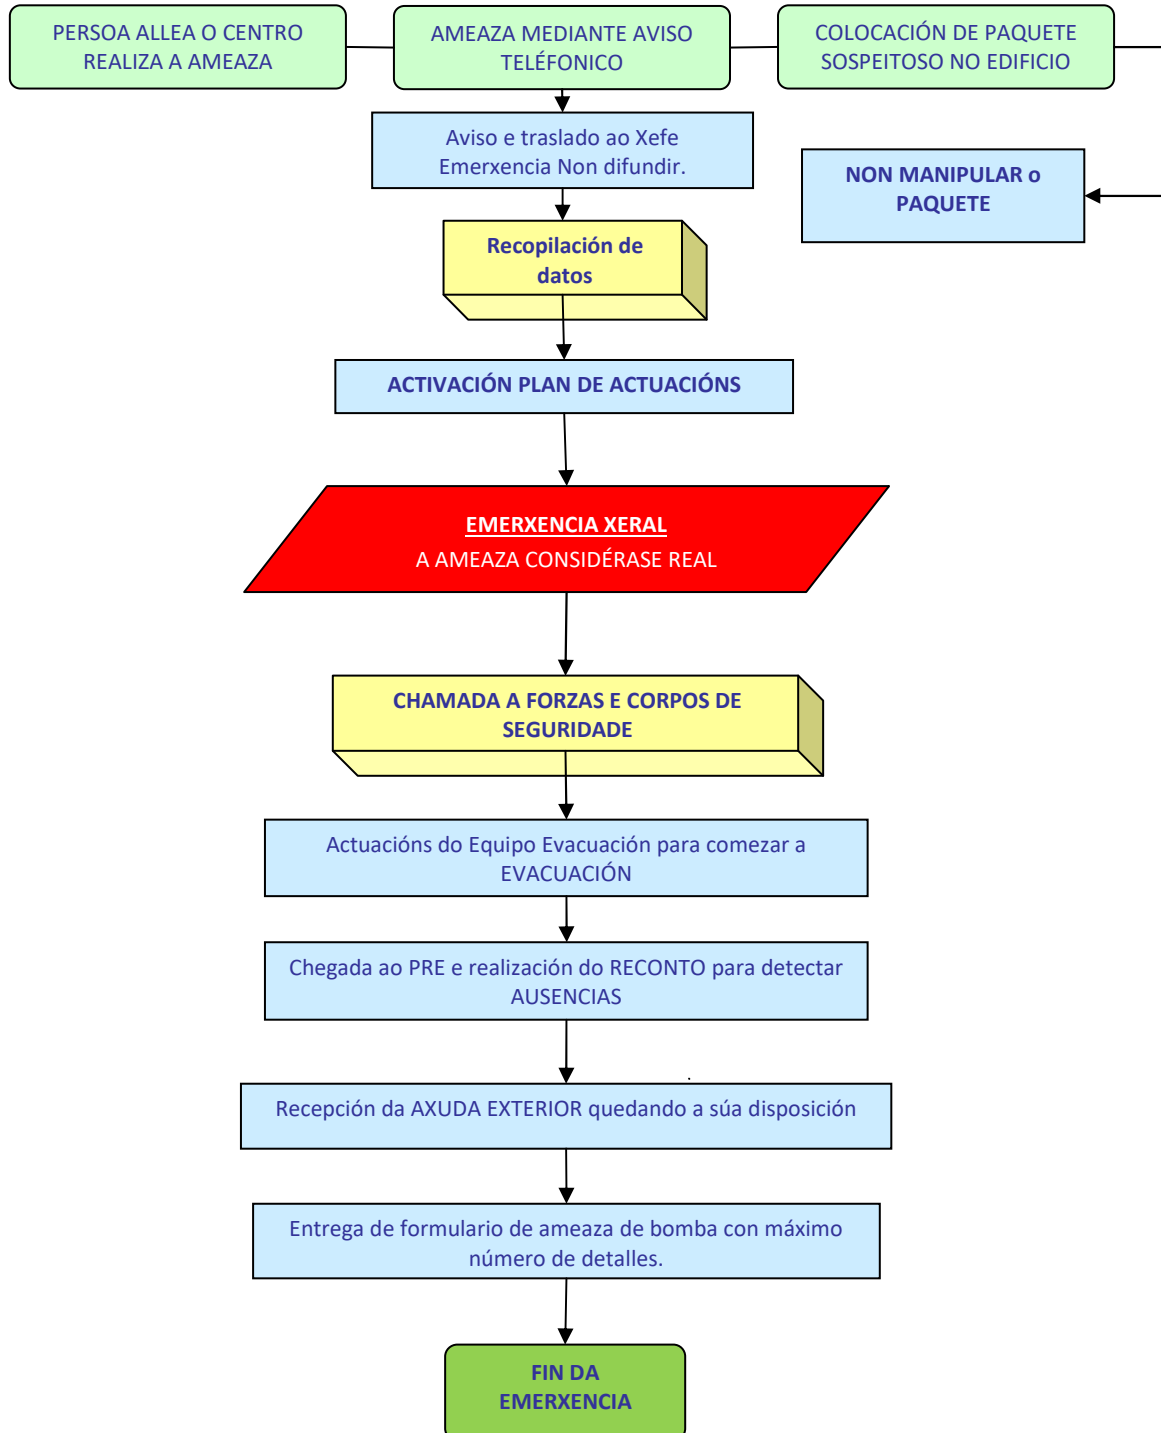 PERSOA ALLEA O CENTRO
REALIZA A AMEAZA
AMEAZA MEDIANTE AVISO
TELÉFONICO
COLOCACIÓN DE PAQUETE
SOSPEITOSO NO EDIFICIO
Aviso e traslado ao Xefe
Emerxencia Non difundir.
NON MANIPULAR o
PAQUETE
Recopilación de
datos
ACTIVACIÓN PLAN DE ACTUACIÓNS
EMERXENCIA XERAL
A AMEAZA CONSIDÉRASE REAL
CHAMADA A FORZAS E CORPOS DE
SEGURIDADE
Actuacións do Equipo Evacuación para comezar a
EVACUACIÓN
Chegada ao PRE e realización do RECONTO para detectar
AUSENCIAS
.
Recepción da AXUDA EXTERIOR quedando a súa disposición
Entrega de formulario de ameaza de bomba con máximo
número de detalles.
FIN DA
EMERXENCIA